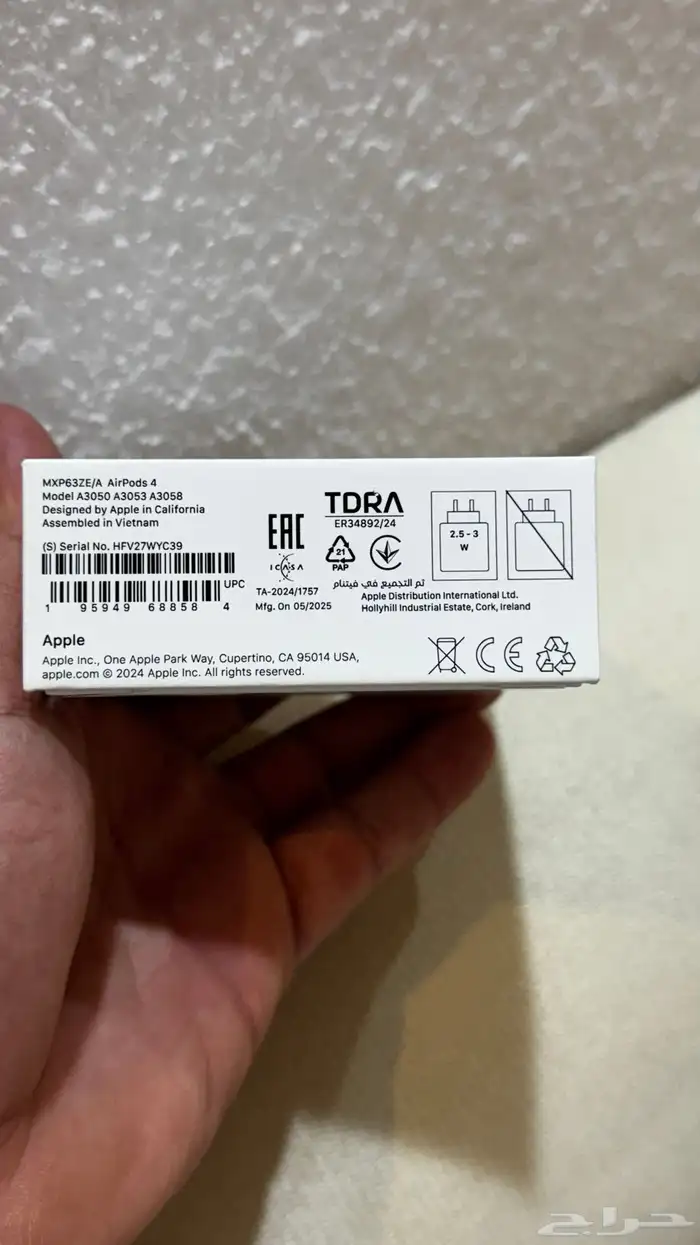 MXP63ZE/A AirPods 4
Model A3050 A3053 A3058
Designed by Apple in California
Assembled in Vietnam
(S) Serial No. HFV27WYC39
UPC
1 95949 68858 4
EAC
ICASA
TA-2024/1757
Mfg. On 05/2025
TDRA
ER34892/24
21
PAP
تم التجميع في فيتنام
Apple Distribution International Ltd.
Hollyhill Industrial Estate, Cork, Ireland
2.5 - 3
W
Apple
Apple Inc., One Apple Park Way, Cupertino, CA 95014 USA,
apple.com © 2024 Apple Inc. All rights reserved.
CE
حراج